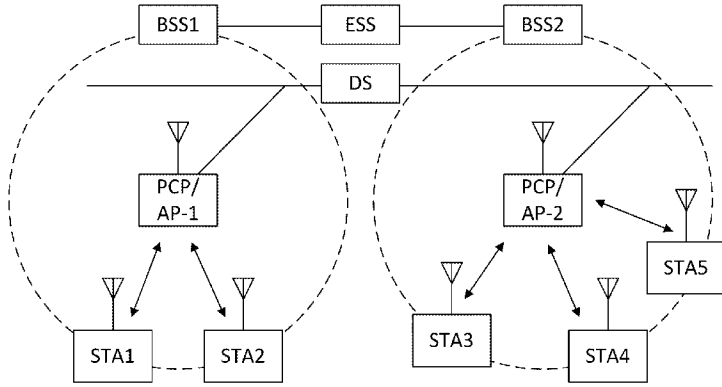 BSS1 ESS BSS2
DS
PCP/
AP-1
PCP/
AP-2
STA5
STA1 STA2 STA3 STA4